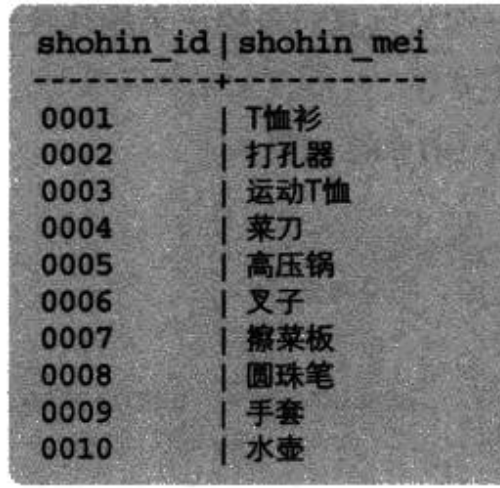 shohin_id | shohin_mei
----------+-----------
0001 | T恤衫
0002 | 打孔器
0003 | 运动T恤
0004 | 菜刀
0005 | 高压锅
0006 | 叉子
0007 | 擦菜板
0008 | 圆珠笔
0009 | 手套
0010 | 水壶